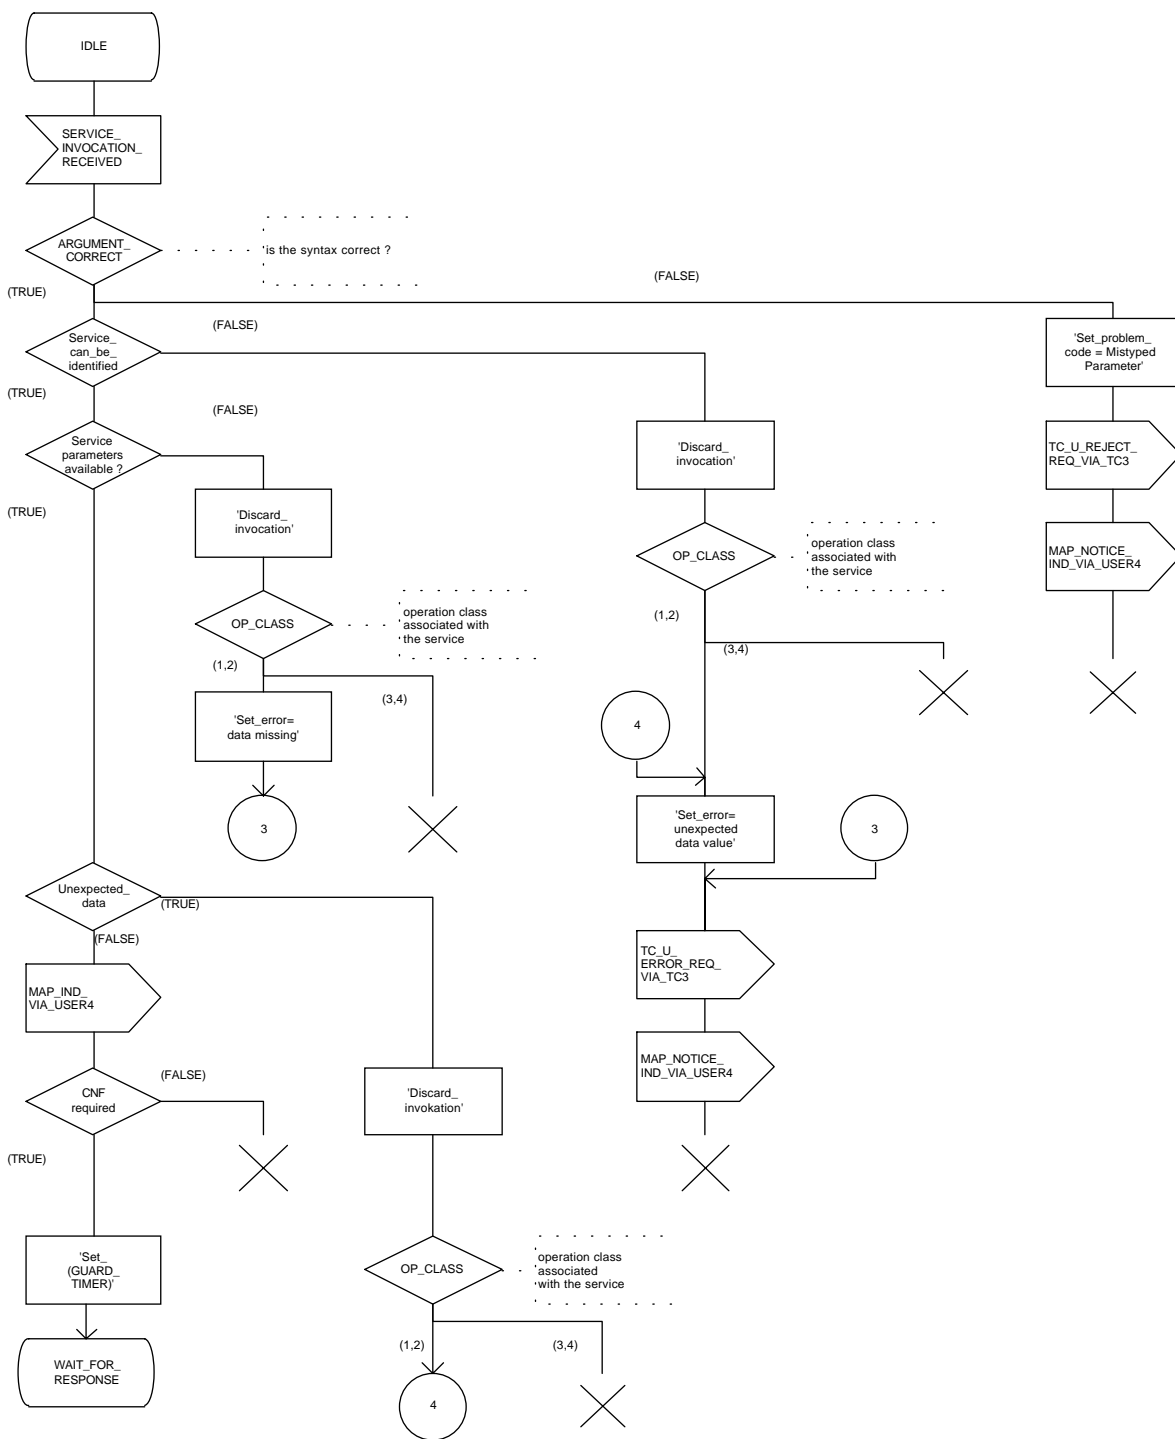 IDLE
SERVICE_
INVOCATION_
RECEIVED
ARGUMENT_
CORRECT
is the syntax correct ?
(TRUE)
(FALSE)
Service_
can_be_
identified
(FALSE)
'Set_problem_
code = Mistyped
Parameter'
(TRUE)
(FALSE)
Service
parameters
available ?
'Discard_
invocation'
TC_U_REJECT_
REQ_VIA_TC3
(TRUE)
'Discard_
invocation'
OP_CLASS
operation class
associated with
the service
MAP_NOTICE_
IND_VIA_USER4
OP_CLASS
operation class
associated with
the service
(1,2)
(3,4)
(1,2)
(3,4)
'Set_error=
data missing'
4
3
'Set_error=
unexpected
data value'
3
Unexpected_
data
(TRUE)
(FALSE)
TC_U_
ERROR_REQ_
VIA_TC3
MAP_IND_
VIA_USER4
MAP_NOTICE_
IND_VIA_USER4
CNF
required
(FALSE)
'Discard_
invokation'
(TRUE)
'Set_
(GUARD_
TIMER)'
OP_CLASS
operation class
associated
with the service
(1,2)
(3,4)
WAIT_FOR_
RESPONSE
4